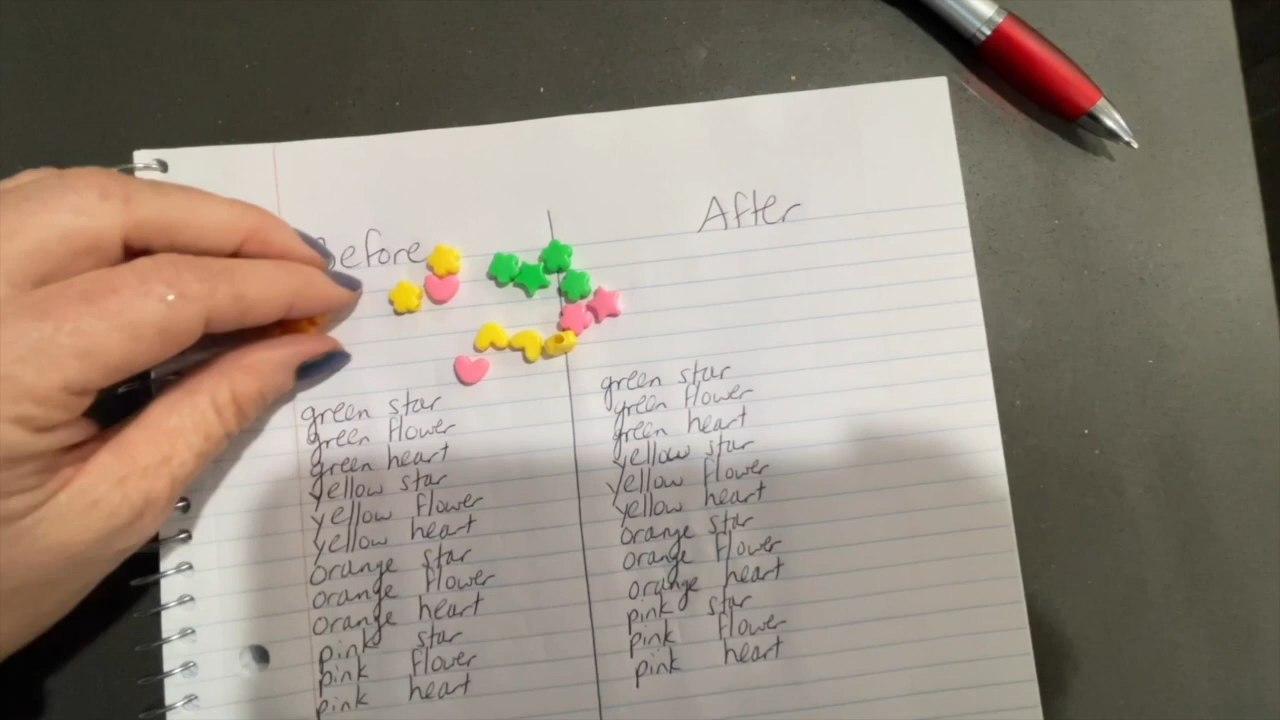 Before After
green star
green flower
green heart
yellow star
yellow flower
yellow heart
orange star
orange flower
orange heart
pink star
pink flower
pink heart
green star
green flower
green heart
yellow star
yellow flower
yellow heart
orange star
orange flower
orange heart
pink star
pink flower
pink heart